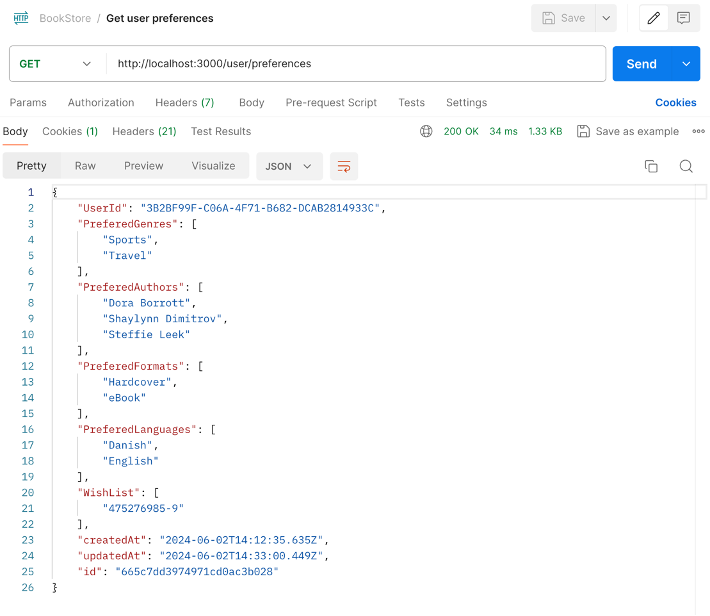 HTTP BookStore / Get user preferences Save
GET http://localhost:3000/user/preferences Send
Params Authorization Headers (7) Body Pre-request Script Tests Settings Cookies
Body Cookies (1) Headers (21) Test Results 200 OK 34 ms 1.33 KB Save as example
Pretty Raw Preview Visualize JSON
1 {
2 "UserId": "3B2BF99F-C06A-4F71-B682-DCAB2814933C",
3 "PreferedGenres": [
4 "Sports",
5 "Travel"
6 ],
7 "PreferedAuthors": [
8 "Dora Borrott",
9 "Shaylynn Dimitrov",
10 "Steffie Leek"
11 ],
12 "PreferedFormats": [
13 "Hardcover",
14 "eBook"
15 ],
16 "PreferedLanguages": [
17 "Danish",
18 "English"
19 ],
20 "WishList": [
21 "475276985-9"
22 ],
23 "createdAt": "2024-06-02T14:12:35.635Z",
24 "updatedAt": "2024-06-02T14:33:00.449Z",
25 "id": "665c7dd3974971cd0ac3b028"
26 }